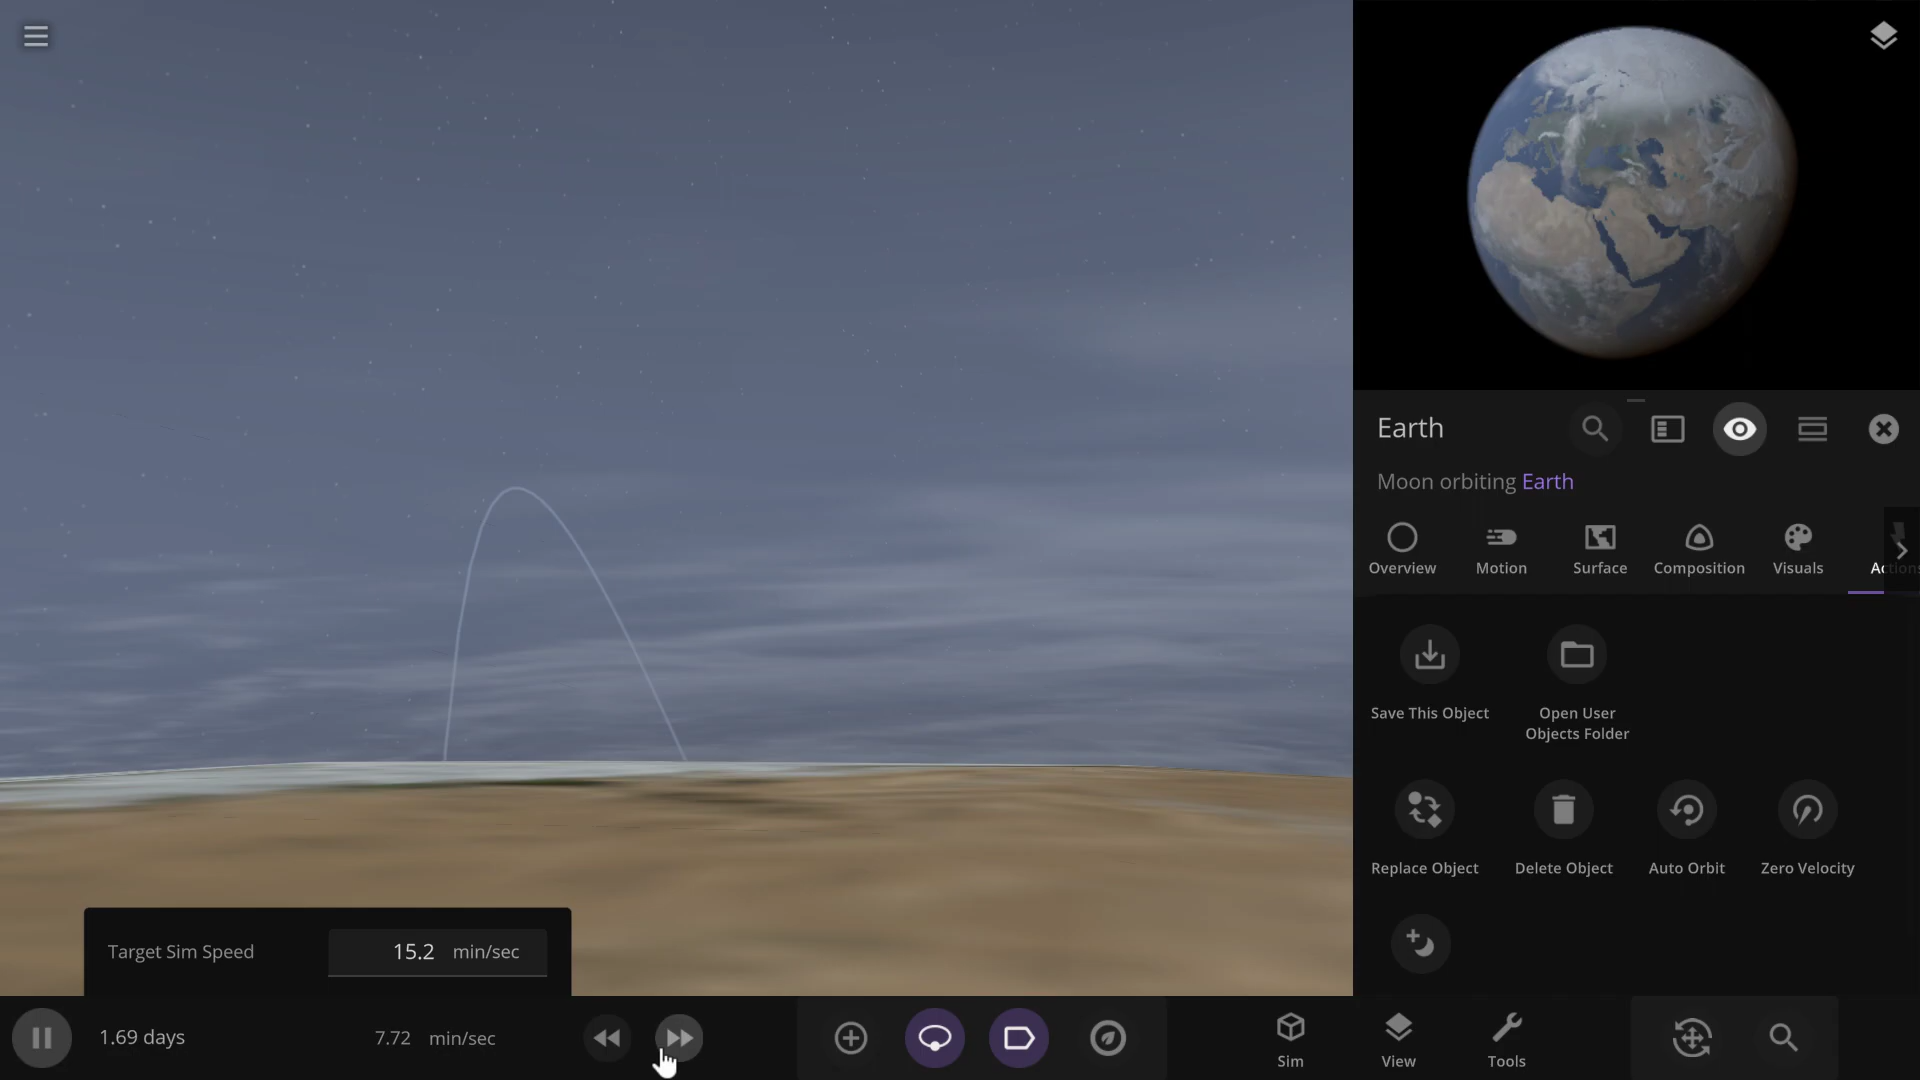 Earth
Moon orbiting Earth
Overview
Motion
Surface
Composition
Visuals
Actions
Save This Object
Open User
Objects Folder
Replace Object
Delete Object
Auto Orbit
Zero Velocity
Target Sim Speed
15.2 min/sec
1.69 days
7.72 min/sec
Sim
View
Tools